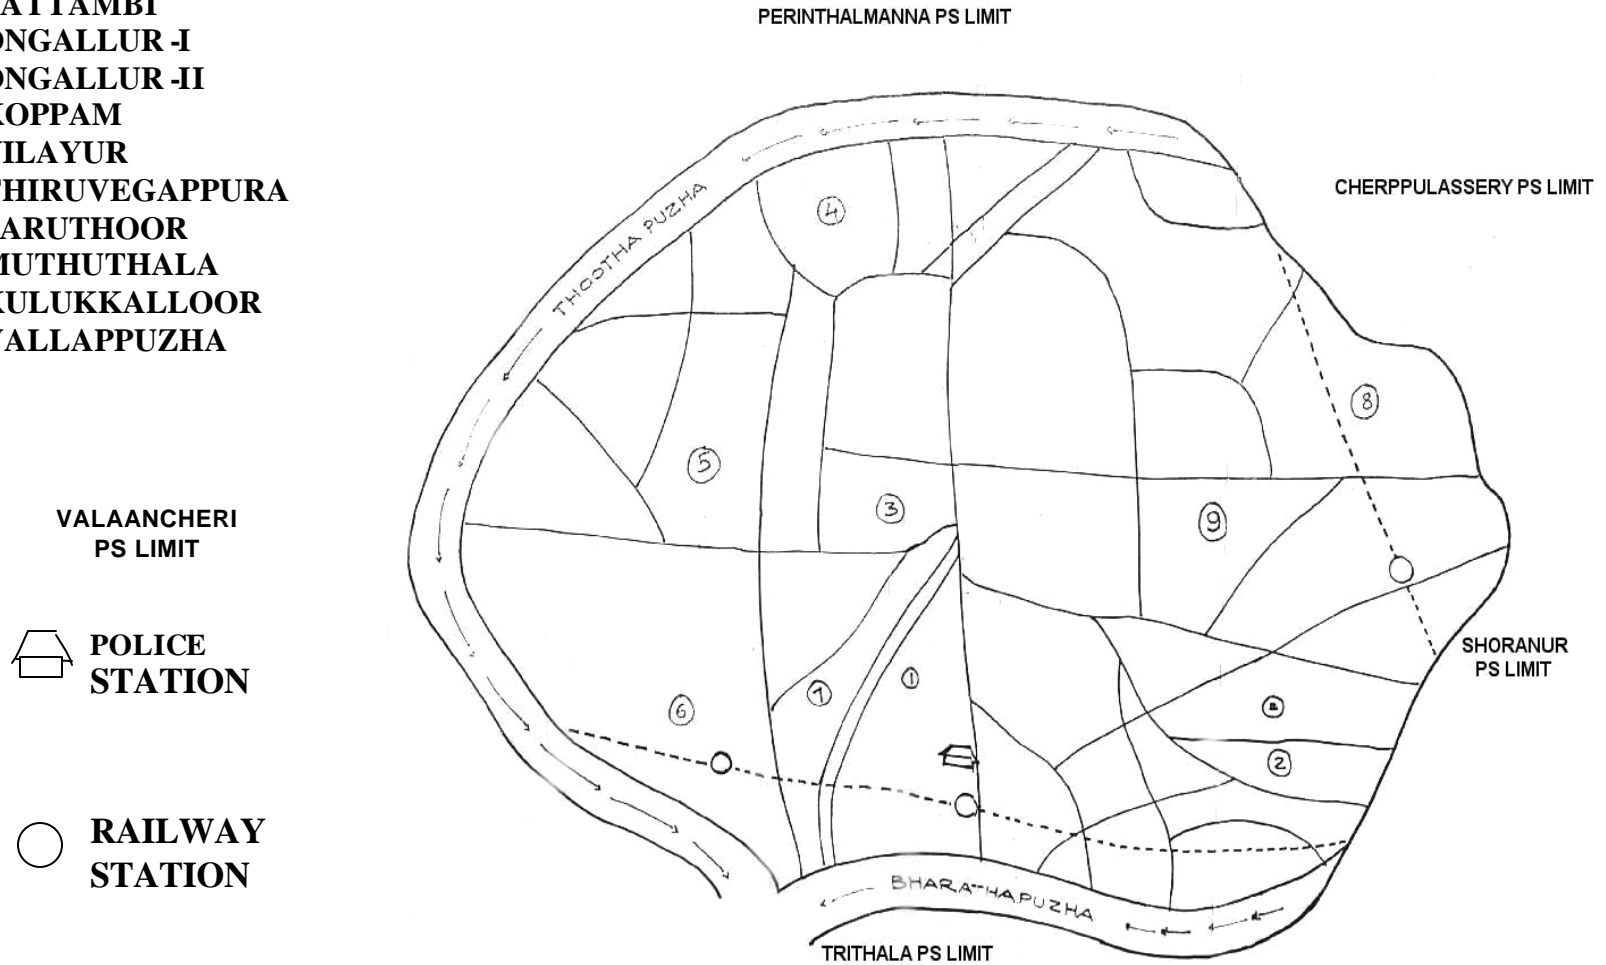 ATTAMBI
ONGALLUR -I
ONGALLUR -II
KOPPAM
VILAYUR
THIRUVEGAPPURA
ARUTHOOR
MUTHUTHALA
KULUKKALLOOR
VALLAPPUZHA
PERINTHALMANNA PS LIMIT
CHERPPULASSERY PS LIMIT
THOOTHA PUZHA
4
8
5
3
9
VALAANCHERI
PS LIMIT
POLICE
STATION
SHORANUR
PS LIMIT
1
7
6
2
RAILWAY
STATION
BHARATHAPUZHA
TRITHALA PS LIMIT